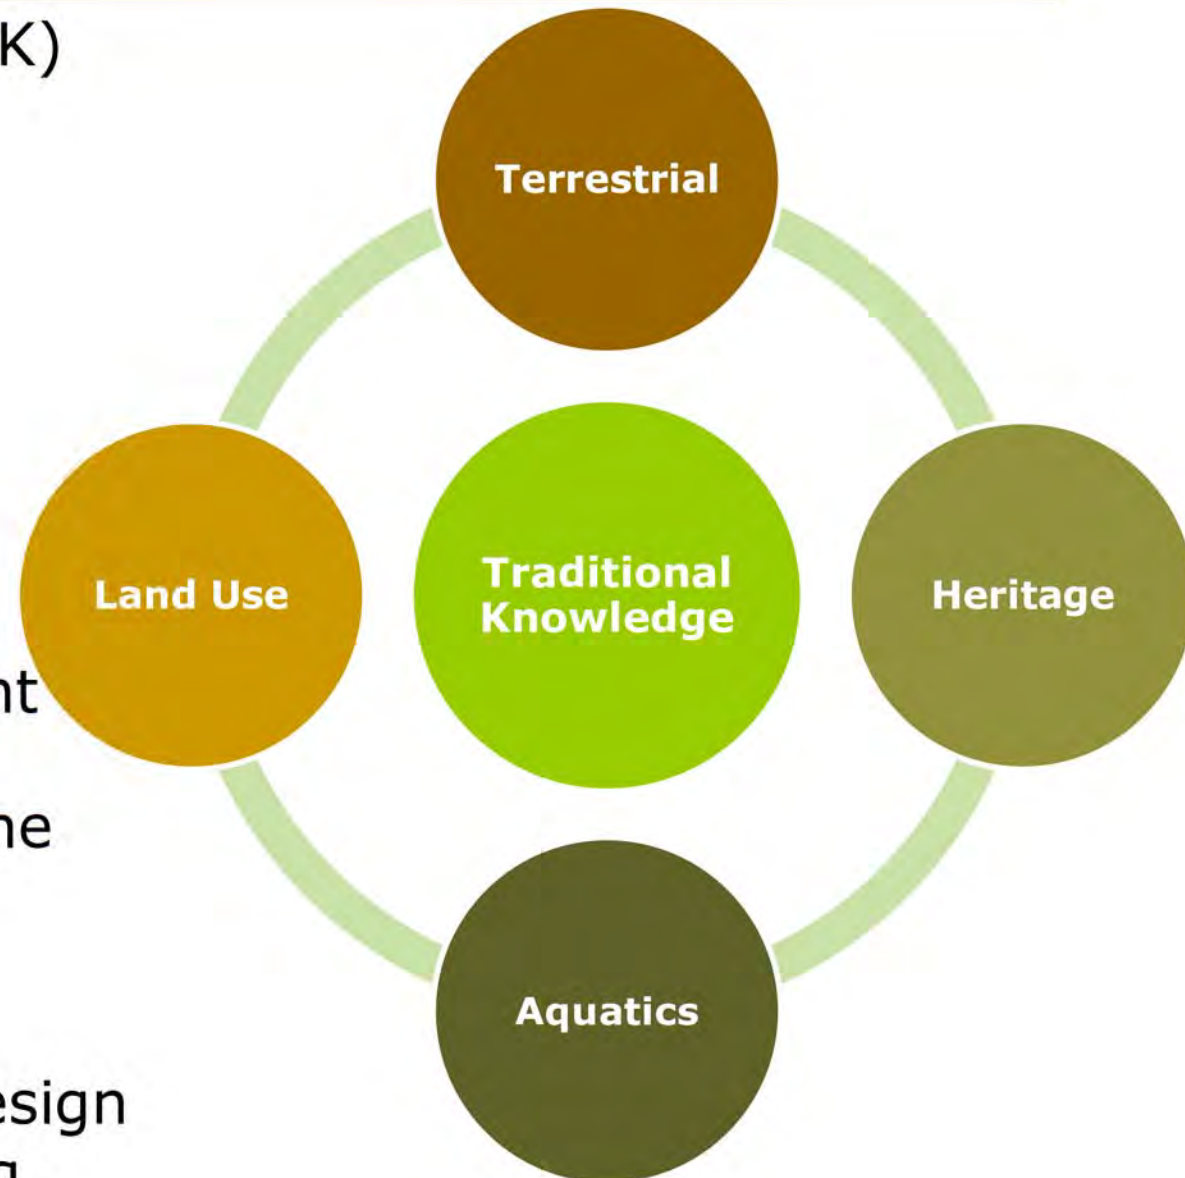 K)
Terrestrial
Land Use
Traditional
Knowledge
Heritage
nt
ne
Aquatics
esign